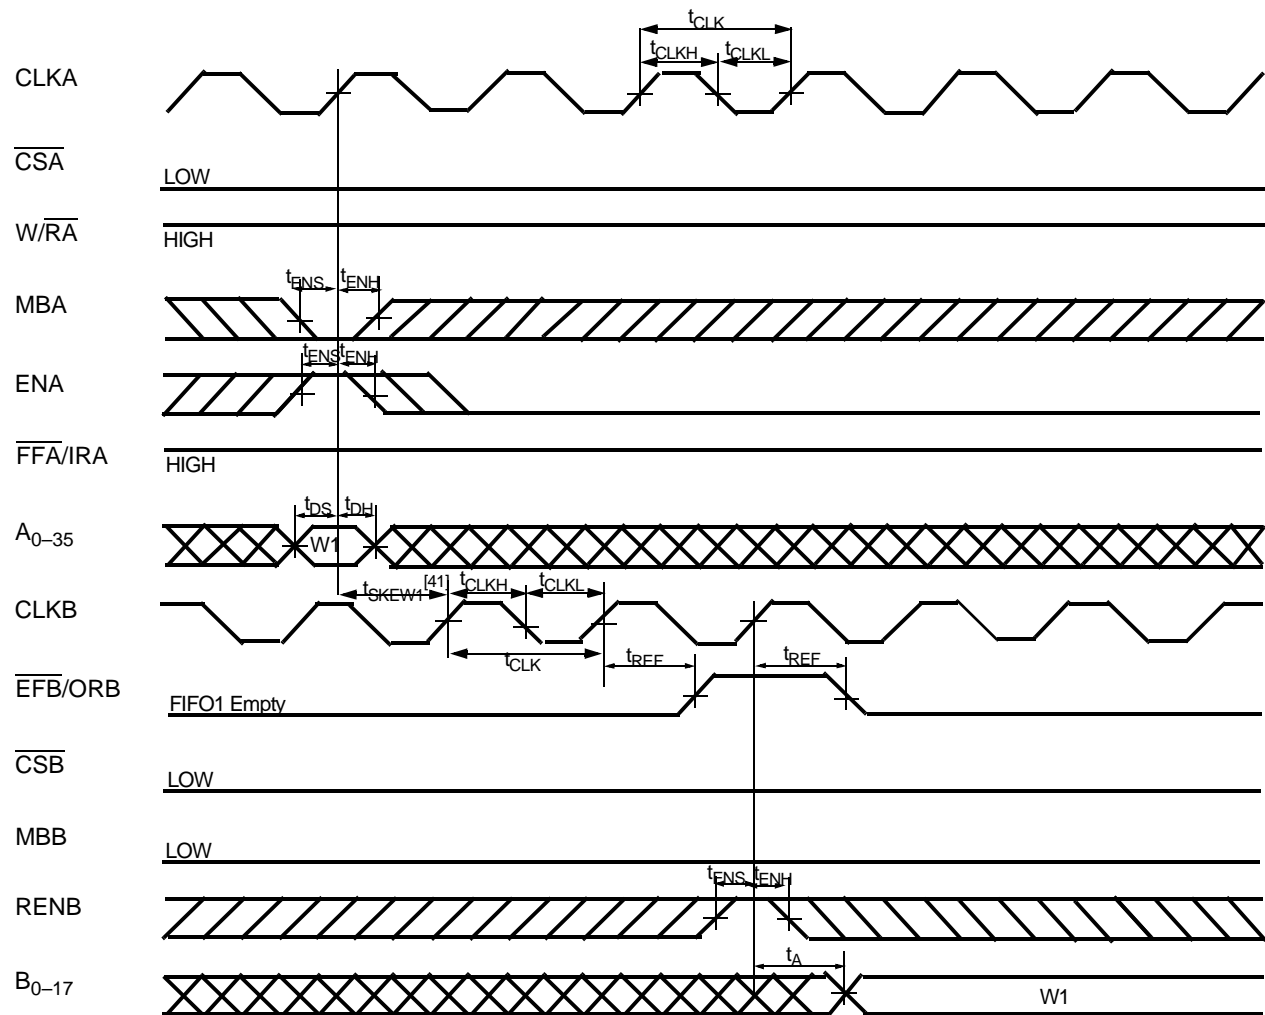 tCLK
tCLKH tCLKL
CLKA
CSA
LOW
W/RA
HIGH
tENS tENH
MBA
tENS tENH
ENA
FFA/IRA
HIGH
tDS tDH
A0–35
W1
tSKEW1[41] tCLKH tCLKL
CLKB
tCLK tREF tREF
EFB/ORB
FIFO1 Empty
CSB
LOW
MBB
LOW
tENS tENH
RENB
tA
B0–17
W1